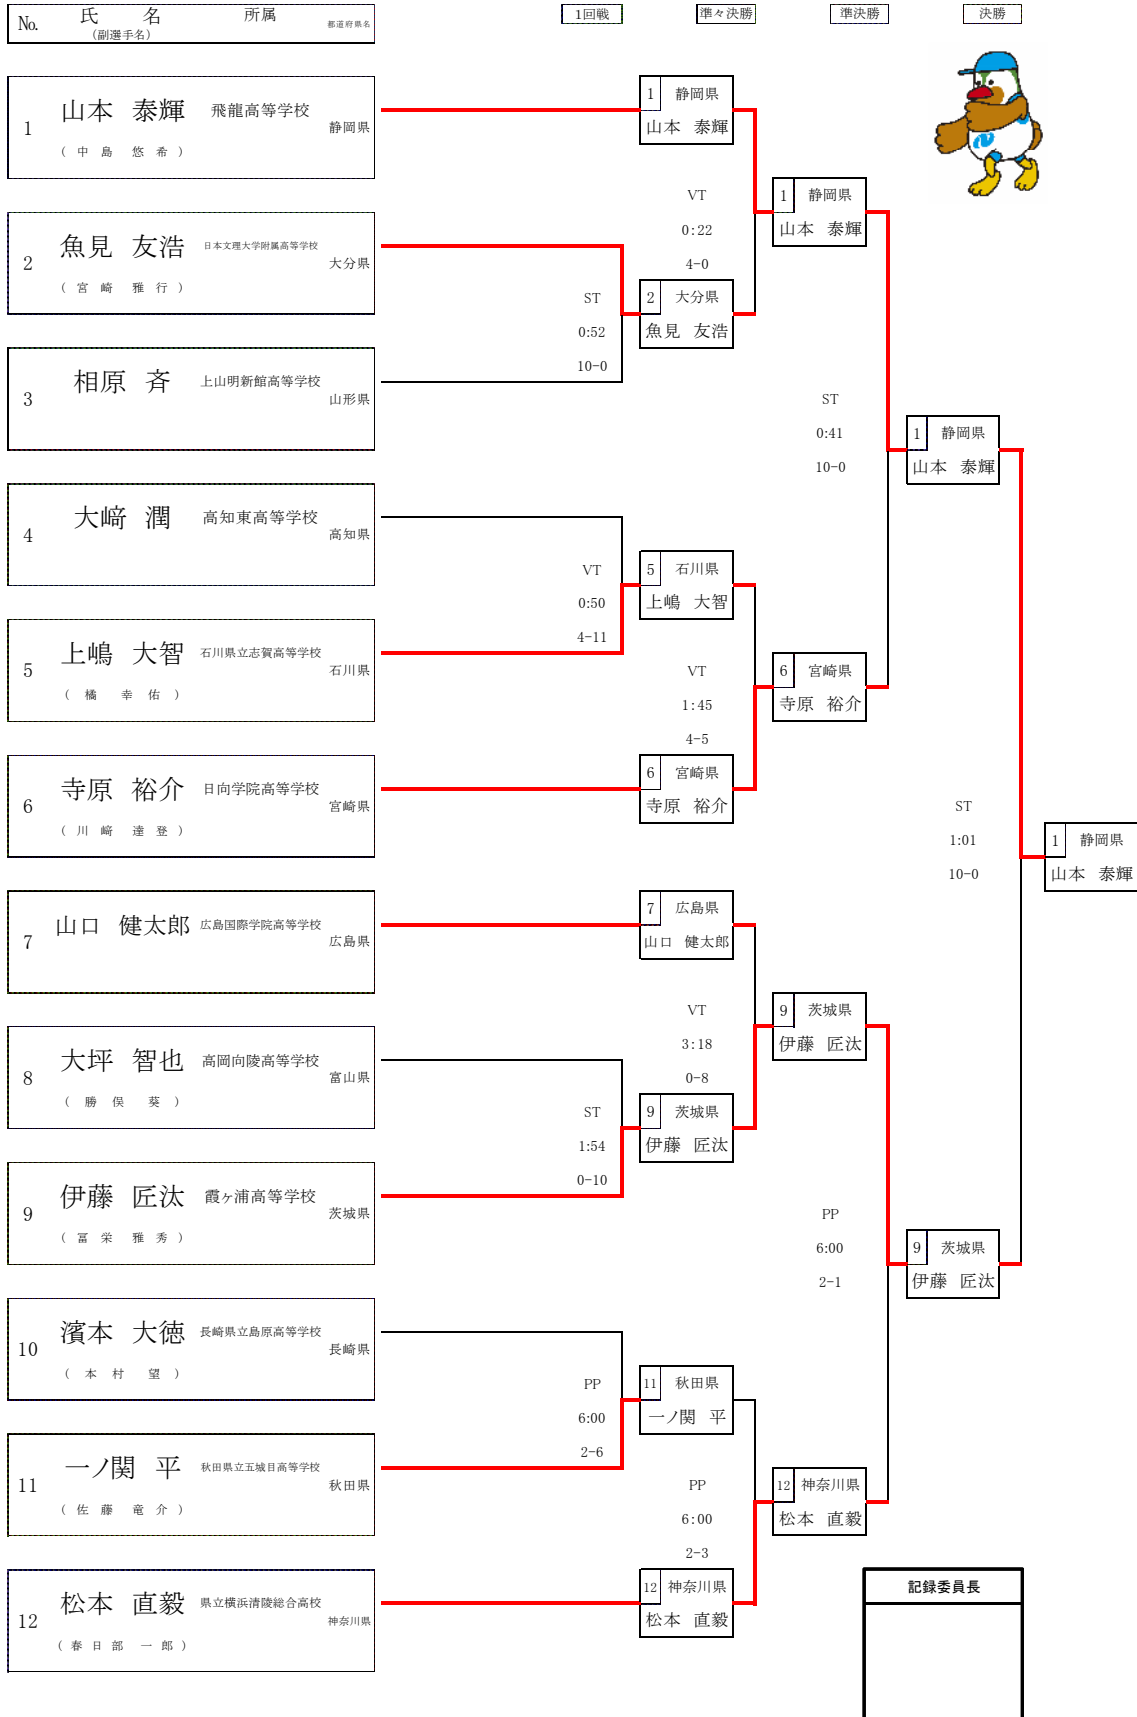 No. 氏 名 所属 都道府県名
(副選手名)
1回戦 準々決勝 準決勝 決勝
1 山本 泰輝 飛龍高等学校 静岡県
( 中島 悠希 )
2 魚見 友浩 日本文理大学附属高等学校 大分県
( 宮崎 雅行 )
3 相原 斉 上山明新館高等学校 山形県
4 大﨑 潤 高知東高等学校 高知県
5 上嶋 大智 石川県立志賀高等学校 石川県
( 橘 幸佑 )
6 寺原 裕介 日向学院高等学校 宮崎県
( 川﨑 達登 )
7 山口 健太郎 広島国際学院高等学校 広島県
8 大坪 智也 高岡向陵高等学校 富山県
( 勝俣 葵 )
9 伊藤 匠汰 霞ヶ浦高等学校 茨城県
( 冨栄 雅秀 )
10 濱本 大徳 長崎県立島原高等学校 長崎県
( 本村 望 )
11 一ノ関 平 秋田県立五城目高等学校 秋田県
( 佐藤 竜介 )
12 松本 直毅 県立横浜清陵総合高校 神奈川県
( 春日部 一郎 )
ST
0:52
10-0
VT
0:50
4-11
ST
1:54
0-10
PP
6:00
2-6
1 静岡県
山本 泰輝
VT
0:22
4-0
2 大分県
魚見 友浩
5 石川県
上嶋 大智
VT
1:45
4-5
6 宮崎県
寺原 裕介
7 広島県
山口 健太郎
VT
3:18
0-8
9 茨城県
伊藤 匠汰
11 秋田県
一ノ関 平
PP
6:00
2-3
12 神奈川県
松本 直毅
1 静岡県
山本 泰輝
ST
0:41
10-0
6 宮崎県
寺原 裕介
9 茨城県
伊藤 匠汰
PP
6:00
2-1
12 神奈川県
松本 直毅
1 静岡県
山本 泰輝
ST
1:01
10-0
9 茨城県
伊藤 匠汰
1 静岡県
山本 泰輝
記録委員長